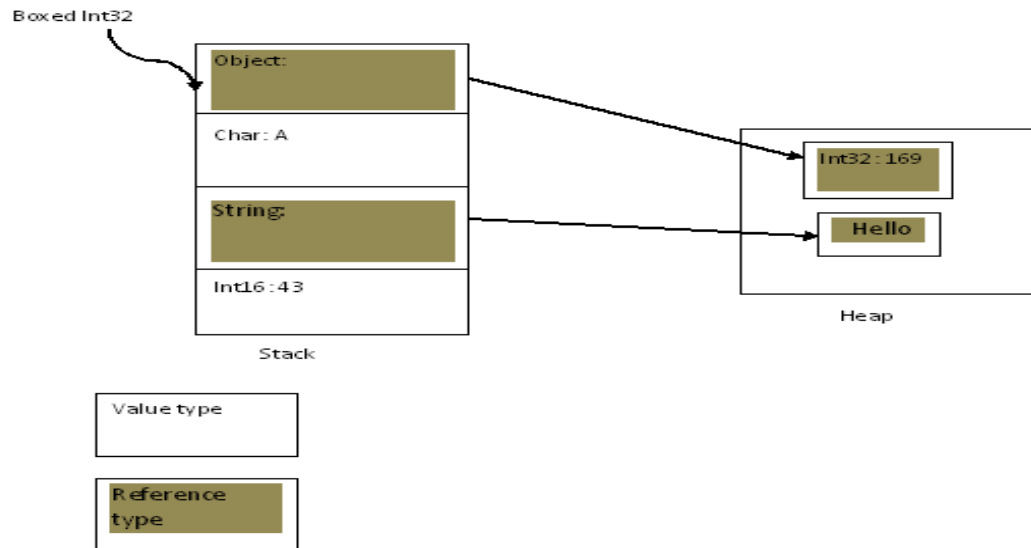 Boxed Int32
Object:
Char: A
String:
Int16:43
Stack
Int32:169
Hello
Heap
Value type
Reference
type